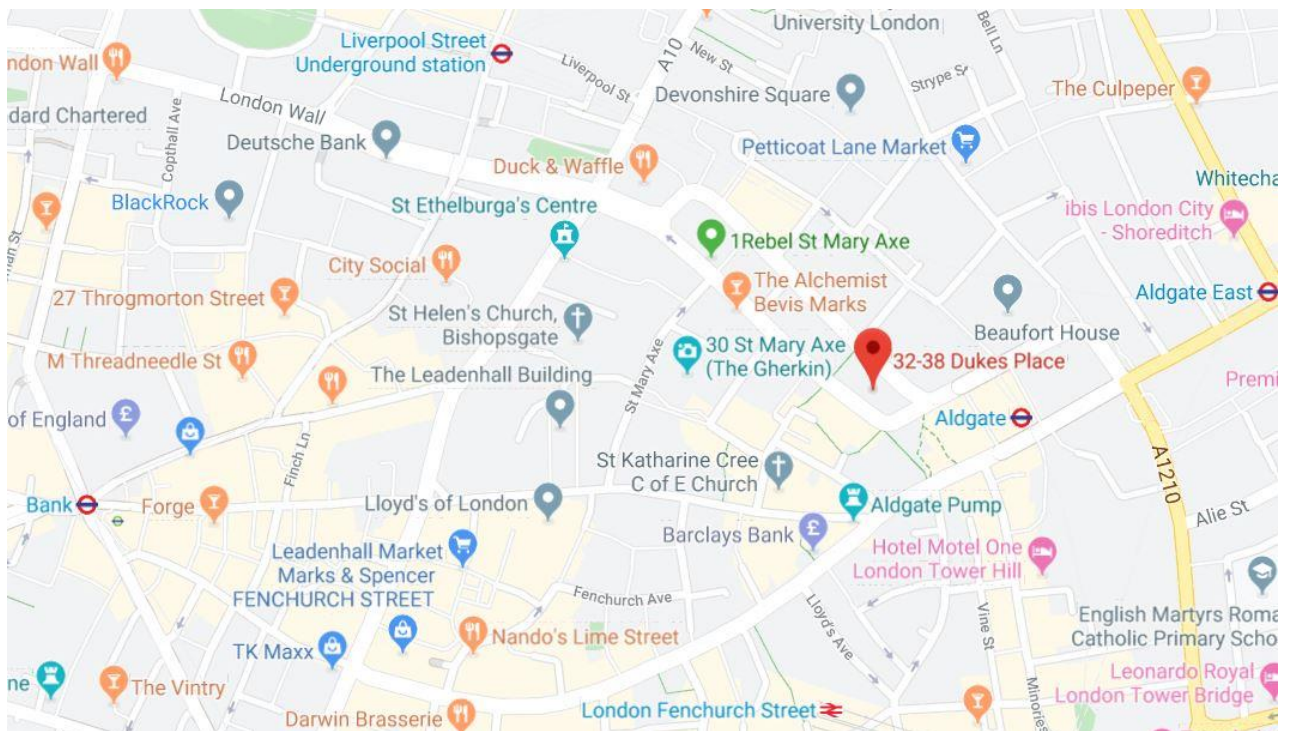 University London
Bell Ln
Liverpool Street
Underground station
A10
New St
Liverpool St
ndon Wall
London Wall
Devonshire Square
Strype S
The Culpeper
dard Chartered
Copthall Ave
Deutsche Bank
Duck & Waffle
Petticoat Lane Market
Whitecha
BlackRock
St Ethelburga's Centre
ibis London City
- Shoreditch
man St
1Rebel St Mary Axe
City Social
The Alchemist
Bevis Marks
27 Throgmorton Street
Aldgate East
St Helen's Church,
Bishopsgate
Beaufort House
M Threadneedle St
30 St Mary Axe
(The Gherkin)
32-38 Dukes Place
The Leadenhall Building
St Mary Axe
Premi
of England
Aldgate
Finch Ln
St Katharine Cree
C of E Church
A1210
Bank
Forge
Lloyd's of London
Aldgate Pump
Alie St
Barclays Bank
Leadenhall Market
Marks & Spencer
FENCHURCH STREET
Hotel Motel One
London Tower Hill
Fenchurch Ave
Lloyd's Ave
Vine St
English Martyrs Roma
Catholic Primary Scho
Nando's Lime Street
TK Maxx
ne
The Vintry
Minories
Leonardo Royal
London Tower Bridge
Darwin Brasserie
London Fenchurch Street